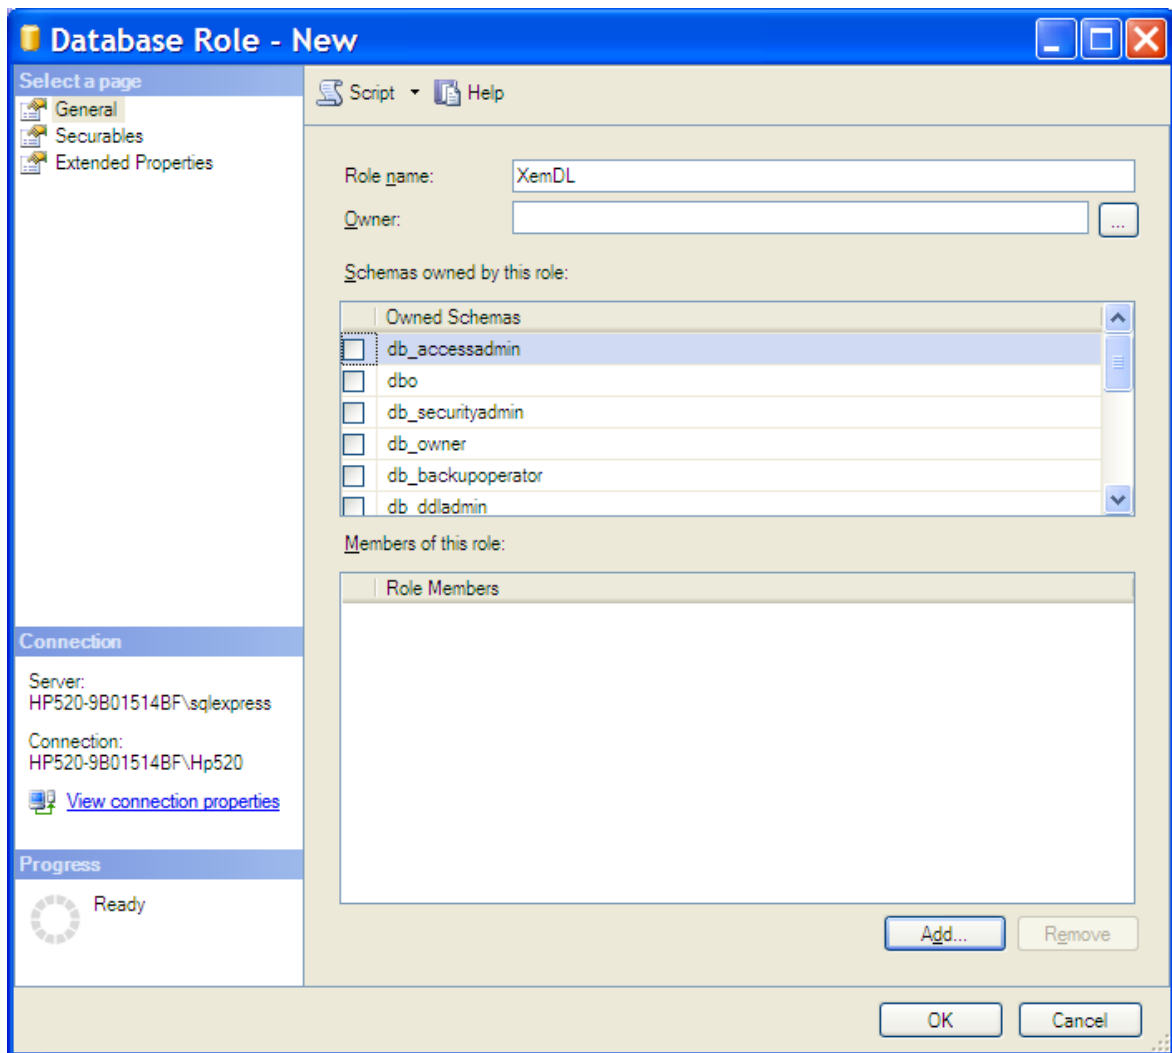 Database Role - New
Select a page
General
Securables
Extended Properties
Script Help
Role name: XemDL
Owner: ...
Schemas owned by this role:
Owned Schemas
db_accessadmin
dbo
db_securityadmin
db_owner
db_backupoperator
db_ddladmin
Members of this role:
Role Members
Connection
Server:
HP520-9B01514BF\sqlexpress
Connection:
HP520-9B01514BF\Hp520
View connection properties
Progress
Ready
Add... Remove
OK Cancel